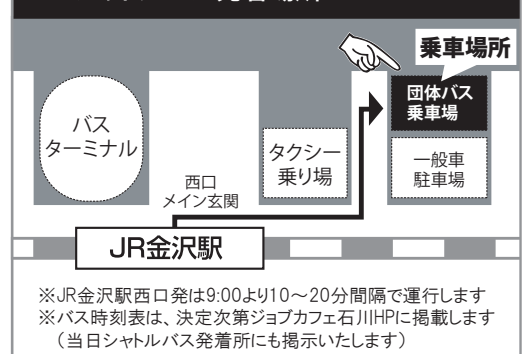 乗車場所
団体バス
乗車場
バス
ターミナル
タクシー
乗り場
一般車
駐車場
西口
メイン玄関
JR金沢駅
※JR金沢駅西口発は9:00より10～20分間隔で運行します
※バス時刻表は、決定次第ジョブカフェ石川HPに掲載します
（当日シャトルバス発着所にも掲示いたします）